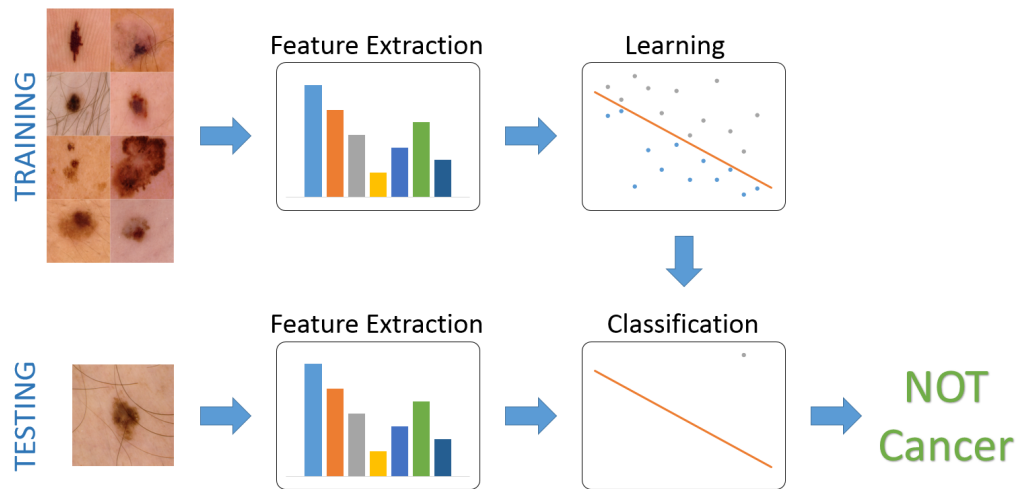 TRAINING
Feature Extraction
Learning
TESTING
Feature Extraction
Classification
NOT
Cancer